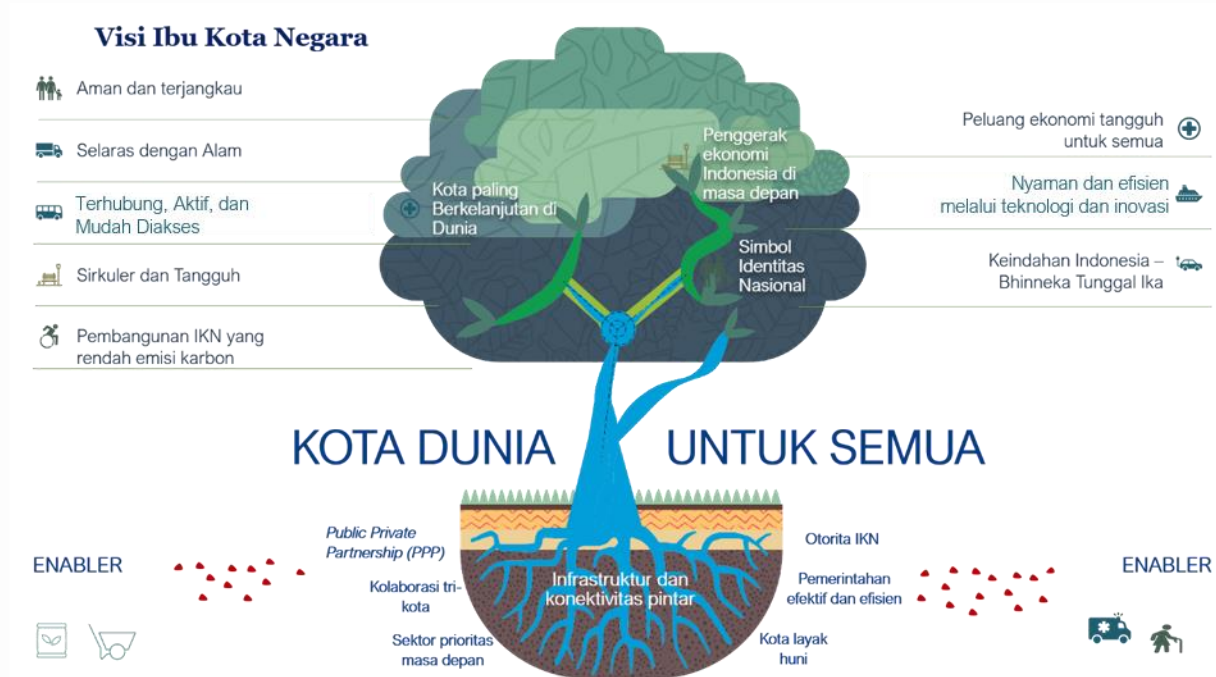 Visi Ibu Kota Negara
Aman dan terjangkau
Selaras dengan Alam
Terhubung, Aktif, dan
Mudah Diakses
Sirkuler dan Tangguh
Pembangunan IKN yang
rendah emisi karbon
Kota paling
Berkelanjutan di
Dunia
Penggerak
ekonomi
Indonesia di
masa depan
Simbol
Identitas
Nasional
Peluang ekonomi tangguh
untuk semua
Nyaman dan efisien
melalui teknologi dan inovasi
Keindahan Indonesia –
Bhinneka Tunggal Ika
KOTA DUNIA UNTUK SEMUA
ENABLER
Public Private
Partnership (PPP)
Kolaborasi tri-
kota
Sektor prioritas
masa depan
Infrastruktur dan
konektivitas pintar
Otorita IKN
Pemerintahan
efektif dan efisien
Kota layak
huni
ENABLER